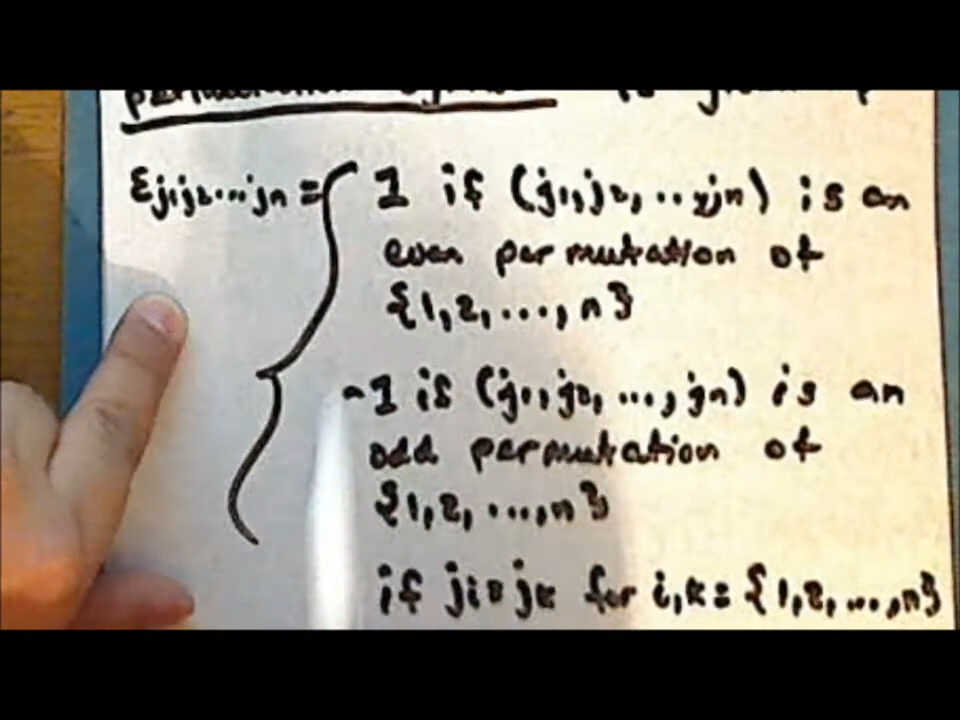 εj₁j₂...jn = { 1 if (j₁,j₂,...,jn) is an
even permutation of
{1,2,...,n}
-1 if (j₁,j₂,...,jn) is an
odd permutation of
{1,2,...,n}
if ji=jk for i,k={1,2,...,n}